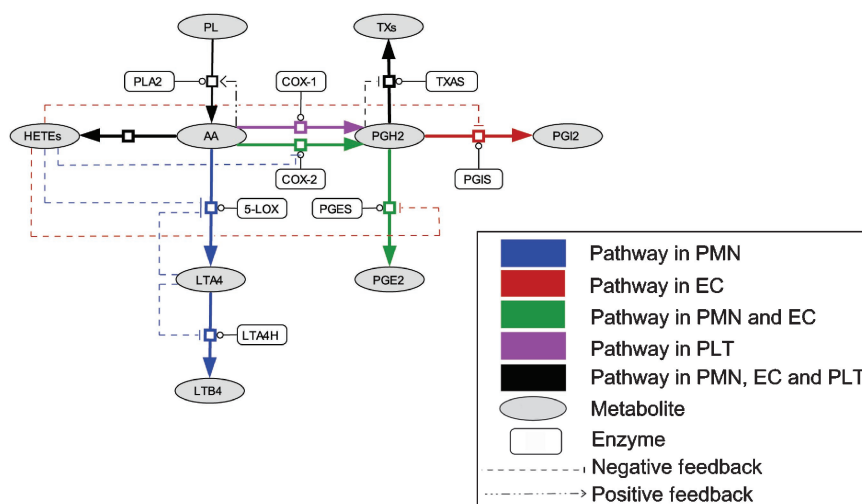 PL
TXs
PLA2
COX-1
TXAS
HETEs
AA
PGH2
PGI2
COX-2
PGIS
5-LOX
PGES
LTA4
PGE2
LTA4H
LTB4
Pathway in PMN
Pathway in EC
Pathway in PMN and EC
Pathway in PLT
Pathway in PMN, EC and PLT
Metabolite
Enzyme
Negative feedback
Positive feedback